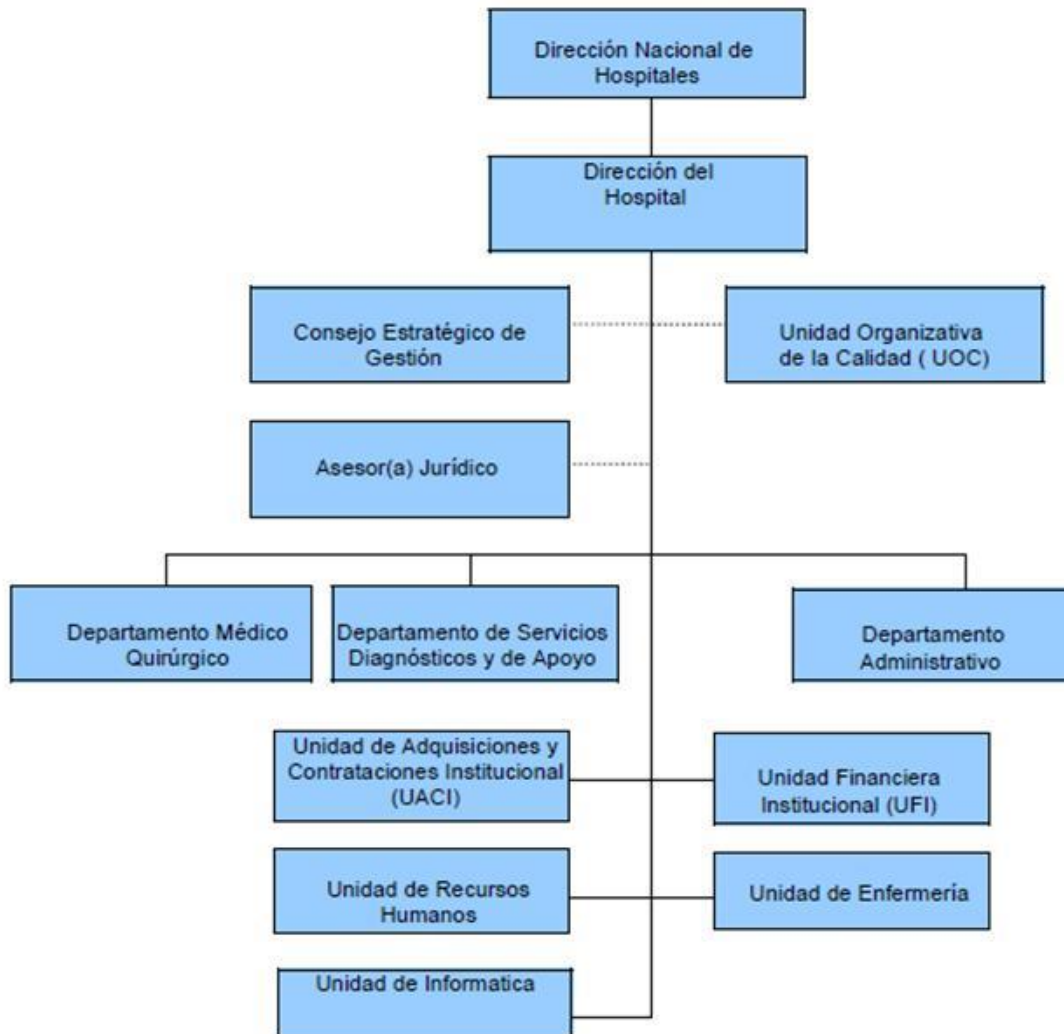 Dirección Nacional de
Hospitales
Dirección del
Hospital
Consejo Estratégico de
Gestión
Unidad Organizativa
de la Calidad ( UOC)
Asesor(a) Jurídico
Departamento Médico
Quirúrgico
Departamento de Servicios
Diagnósticos y de Apoyo
Departamento
Administrativo
Unidad de Adquisiciones y
Contrataciones Institucional
(UACI)
Unidad Financiera
Institucional (UFI)
Unidad de Recursos
Humanos
Unidad de Enfermería
Unidad de Informatica